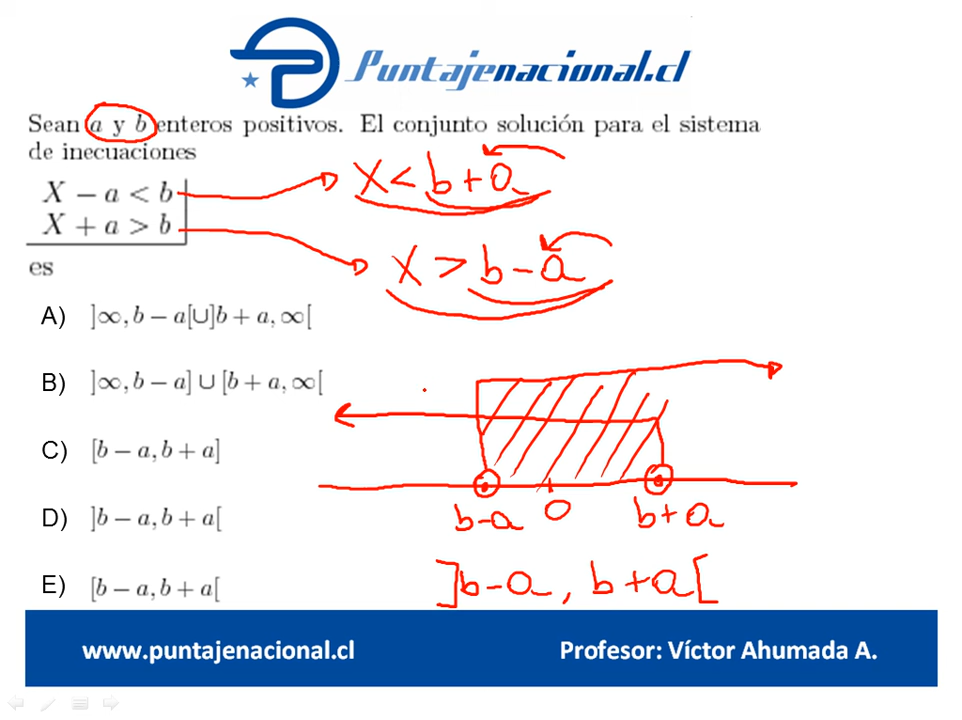 Puntajenacional.cl
Sean a y b enteros positivos. El conjunto solución para el sistema
de inecuaciones
X − a < b
X < b + a
X + a > b
X > b − a
es
A) ]∞, b − a[∪]b + a, ∞[
B) ]∞, b − a] ∪ [b + a, ∞[
C) [b − a, b + a]
D) ]b − a, b + a[
E) [b − a, b + a[
b−a 0 b+a
]b−a, b+a[
www.puntajenacional.cl
Profesor: Víctor Ahumada A.